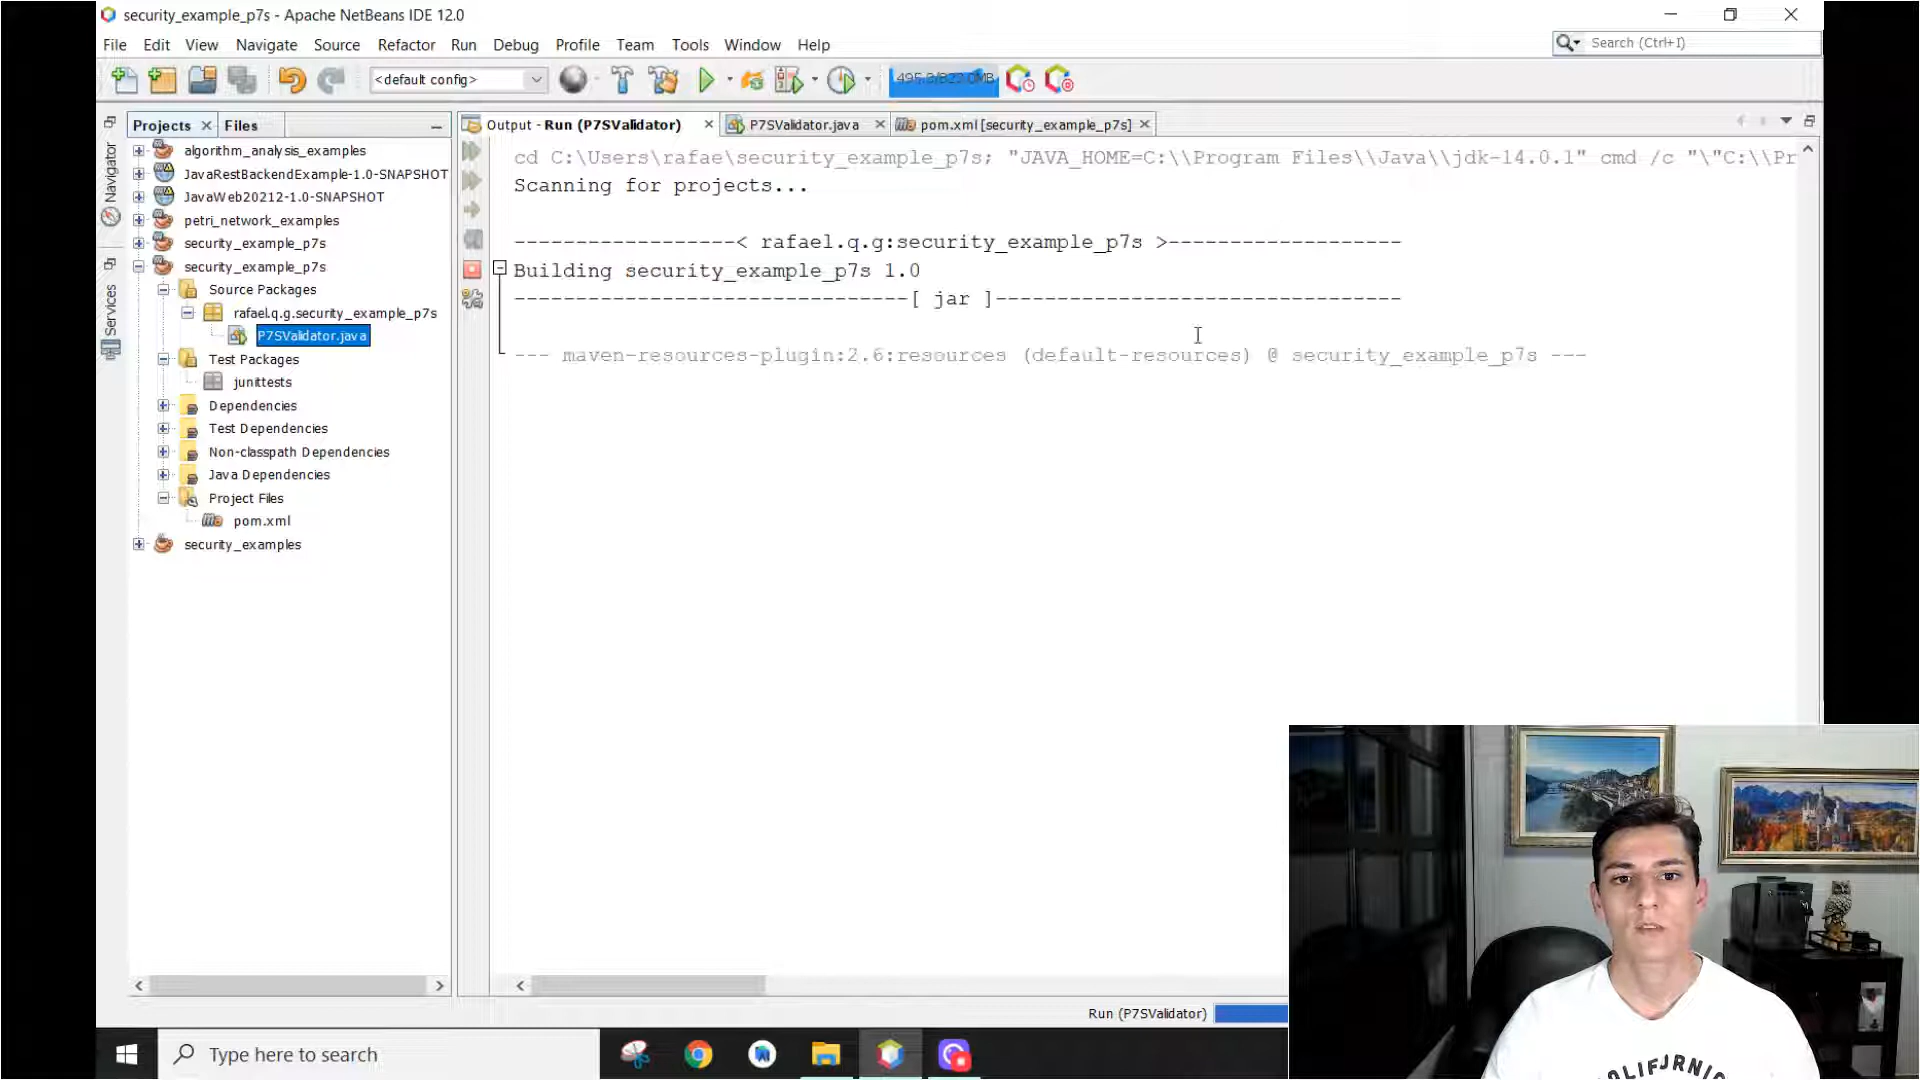 security_example_p7s - Apache NetBeans IDE 12.0
File Edit View Navigate Source Refactor Run Debug Profile Team Tools Window Help
Search (Ctrl+I)
<default config>
Projects Files
Output - Run (P7SValidator) P7SValidator.java pom.xml [security_example_p7s]
Navigator
Services
algorithm_analysis_examples
JavaRestBackendExample-1.0-SNAPSHOT
JavaWeb20212-1.0-SNAPSHOT
petri_network_examples
security_example_p7s
security_example_p7s
Source Packages
rafael.q.g.security_example_p7s
P7SValidator.java
Test Packages
junittests
Dependencies
Test Dependencies
Non-classpath Dependencies
Java Dependencies
Project Files
pom.xml
security_examples
cd C:\Users\rafae\security_example_p7s; "JAVA_HOME=C:\\Program Files\\Java\\jdk-14.0.1" cmd /c "\"C:\\Pr
Scanning for projects...
------------------< rafael.q.g:security_example_p7s >-------------------
Building security_example_p7s 1.0
--------------------------------[ jar ]---------------------------------
--- maven-resources-plugin:2.6:resources (default-resources) @ security_example_p7s ---
Run (P7SValidator)
Type here to search